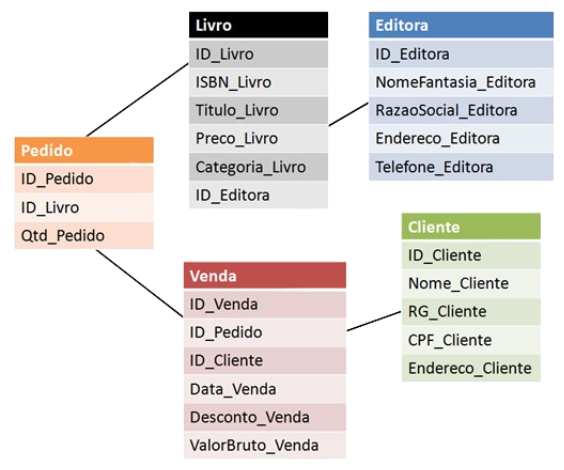 Livro
ID_Livro
ISBN_Livro
Titulo_Livro
Preco_Livro
Categoria_Livro
ID_Editora
Editora
ID_Editora
NomeFantasia_Editora
RazaoSocial_Editora
Endereco_Editora
Telefone_Editora
Pedido
ID_Pedido
ID_Livro
Qtd_Pedido
Cliente
ID_Cliente
Nome_Cliente
RG_Cliente
CPF_Cliente
Endereco_Cliente
Venda
ID_Venda
ID_Pedido
ID_Cliente
Data_Venda
Desconto_Venda
ValorBruto_Venda